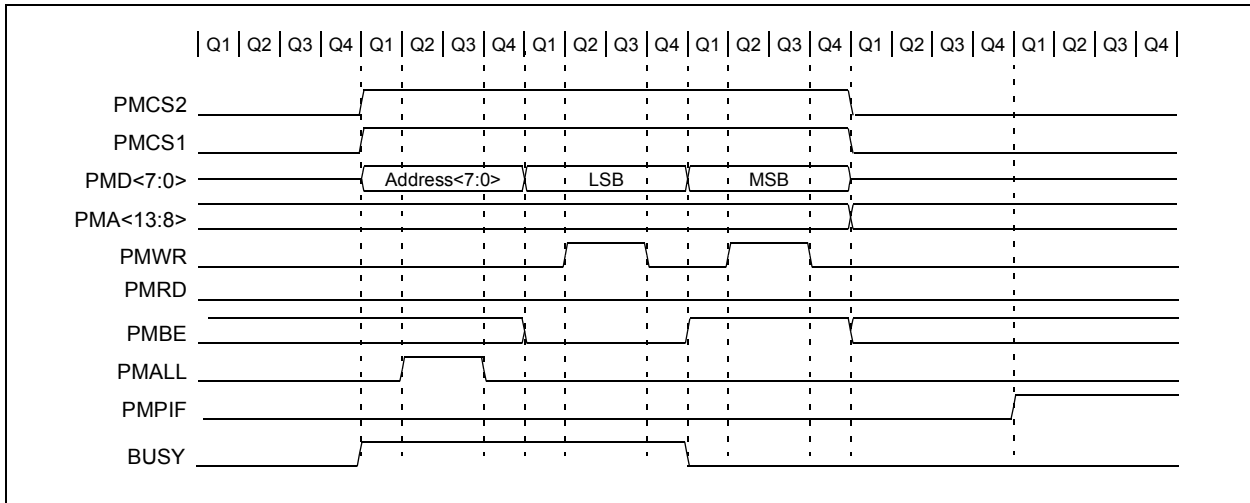 Q1 Q2 Q3 Q4 Q1 Q2 Q3 Q4 Q1 Q2 Q3 Q4 Q1 Q2 Q3 Q4 Q1 Q2 Q3 Q4 Q1 Q2 Q3 Q4
PMCS2
PMCS1
PMD<7:0> Address<7:0> LSB MSB
PMA<13:8>
PMWR
PMRD
PMBE
PMALL
PMPIF
BUSY